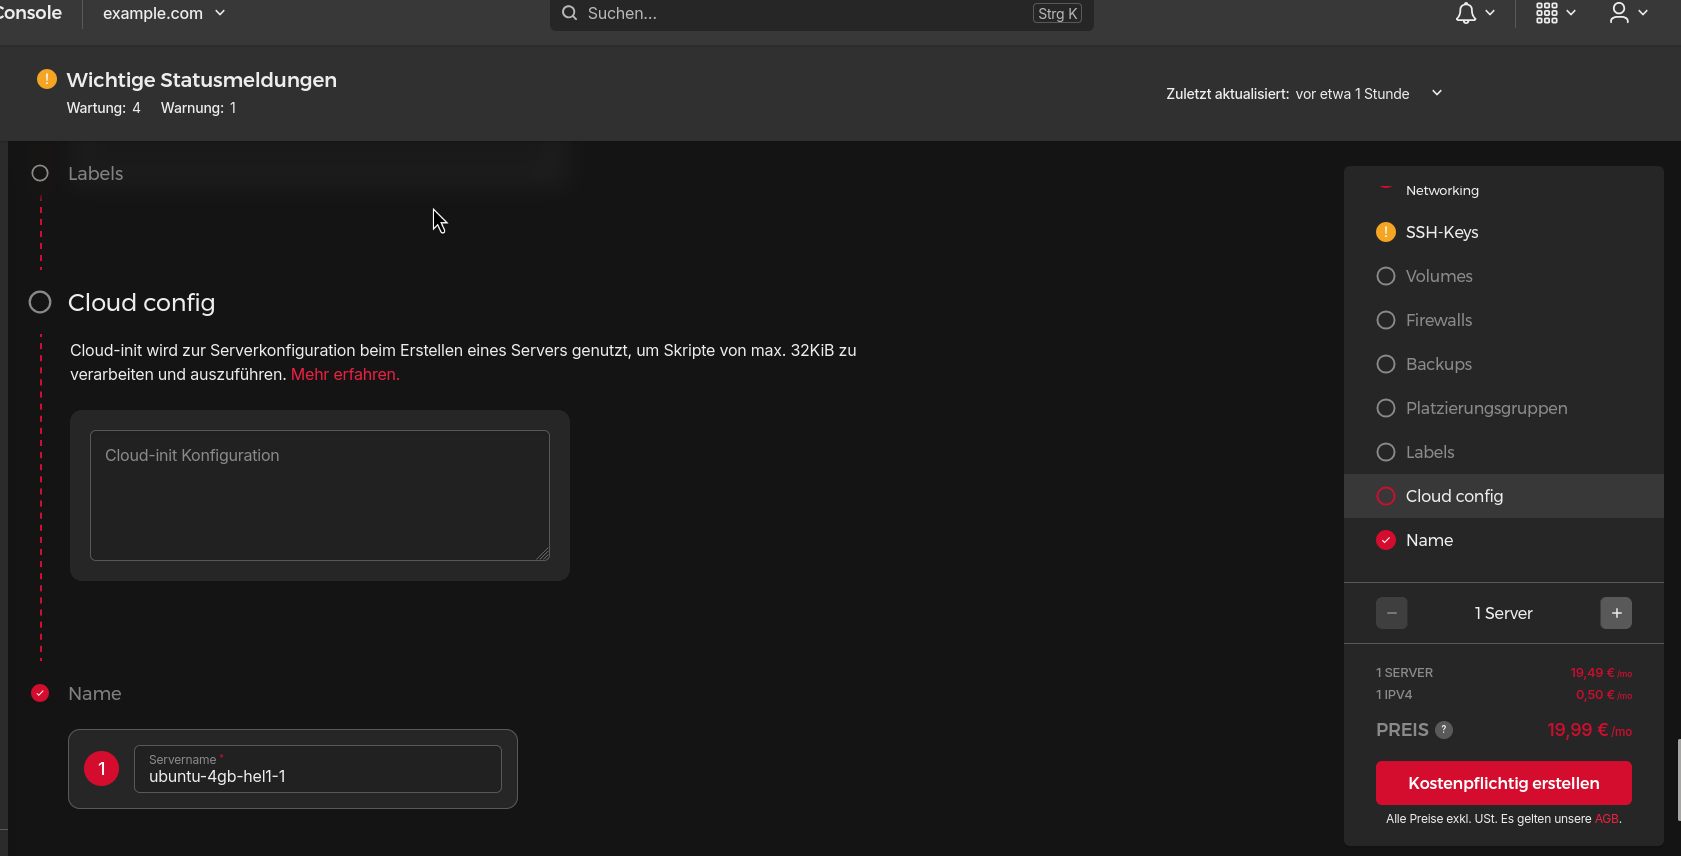 Console
example.com
Suchen...
Strg K
Wichtige Statusmeldungen
Wartung: 4 Warnung: 1
Zuletzt aktualisiert: vor etwa 1 Stunde
Labels
Cloud config
Cloud-init wird zur Serverkonfiguration beim Erstellen eines Servers genutzt, um Skripte von max. 32KiB zu
verarbeiten und auszuführen. Mehr erfahren.
Cloud-init Konfiguration
Name
1
Servername *
ubuntu-4gb-hel1-1
Networking
SSH-Keys
Volumes
Firewalls
Backups
Platzierungsgruppen
Labels
Cloud config
Name
1 Server
1 SERVER 19,49 € /mo
1 IPV4 0,50 € /mo
PREIS ? 19,99 € /mo
Kostenpflichtig erstellen
Alle Preise exkl. USt. Es gelten unsere AGB.